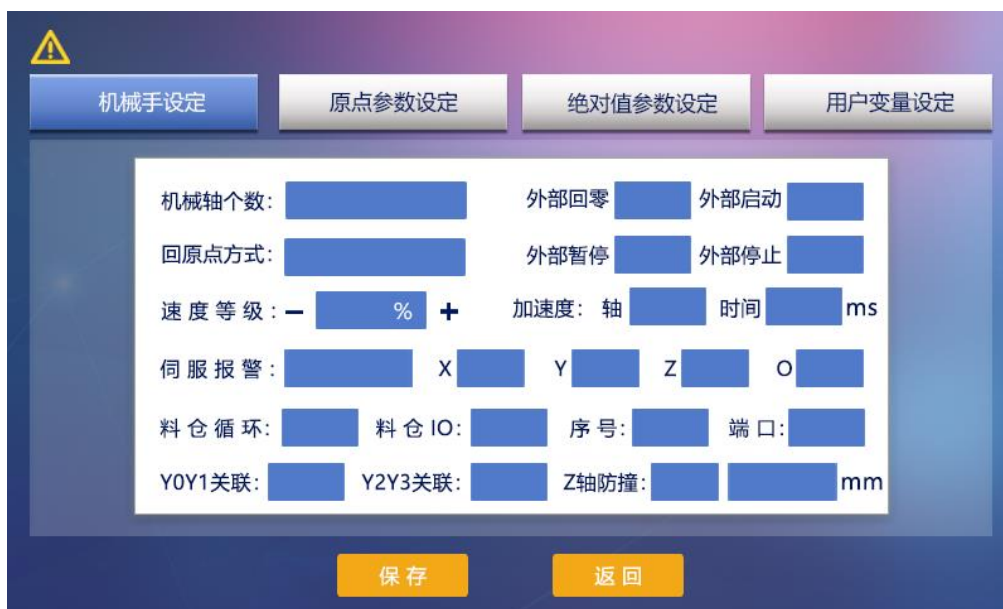 机械手设定 原点参数设定 绝对值参数设定 用户变量设定
机械轴个数: 外部回零 外部启动
回原点方式: 外部暂停 外部停止
速度等级: − % + 加速度: 轴 时间 ms
伺服报警: X Y Z O
料仓循环: 料仓IO: 序号: 端口:
Y0Y1关联: Y2Y3关联: Z轴防撞: mm
保存 返回